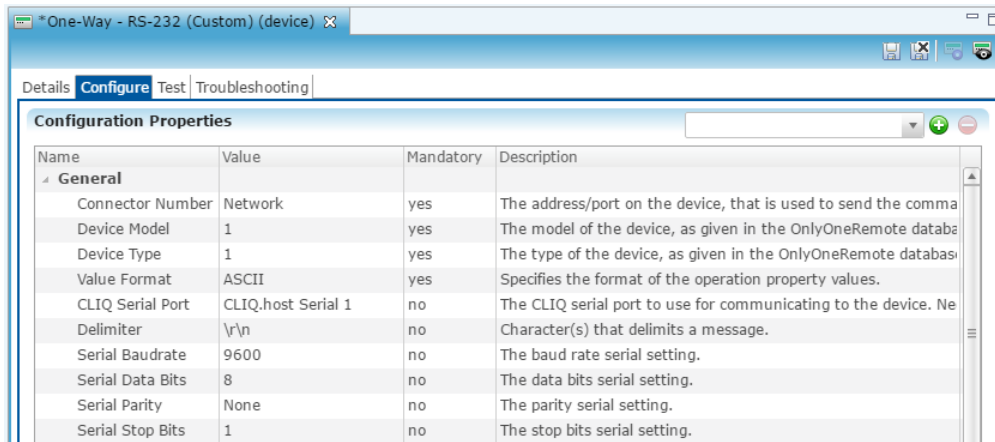 *One-Way - RS-232 (Custom) (device)
Details Configure Test Troubleshooting
Configuration Properties
Name Value Mandatory Description
General
Connector Number Network yes The address/port on the device, that is used to send the comma
Device Model 1 yes The model of the device, as given in the OnlyOneRemote databa
Device Type 1 yes The type of the device, as given in the OnlyOneRemote database
Value Format ASCII yes Specifies the format of the operation property values.
CLIQ Serial Port CLIQ.host Serial 1 no The CLIQ serial port to use for communicating to the device. Ne
Delimiter \r\n no Character(s) that delimits a message.
Serial Baudrate 9600 no The baud rate serial setting.
Serial Data Bits 8 no The data bits serial setting.
Serial Parity None no The parity serial setting.
Serial Stop Bits 1 no The stop bits serial setting.